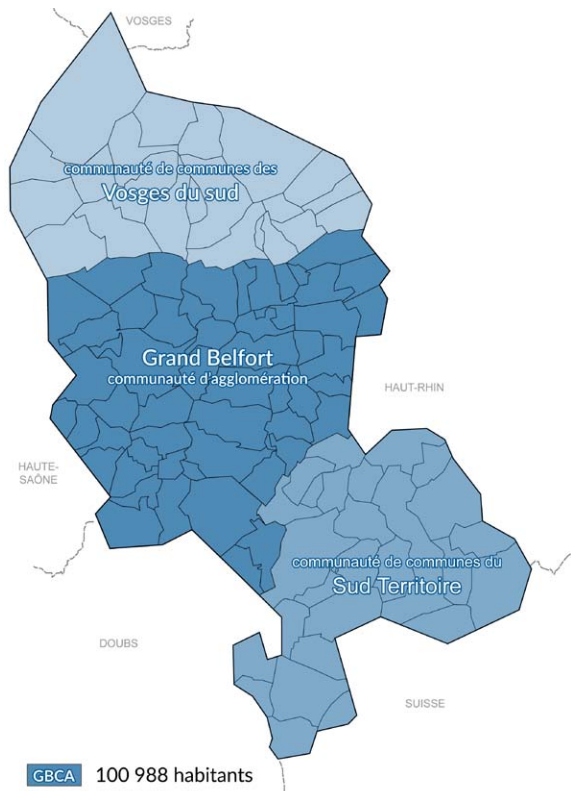 VOSGES
communauté de communes des
Vosges du sud
Grand Belfort
communauté d'agglomération
HAUT-RHIN
HAUTE-
SAÔNE
communauté de communes du
Sud Territoire
DOUBS
SUISSE
GBCA 100 988 habitants